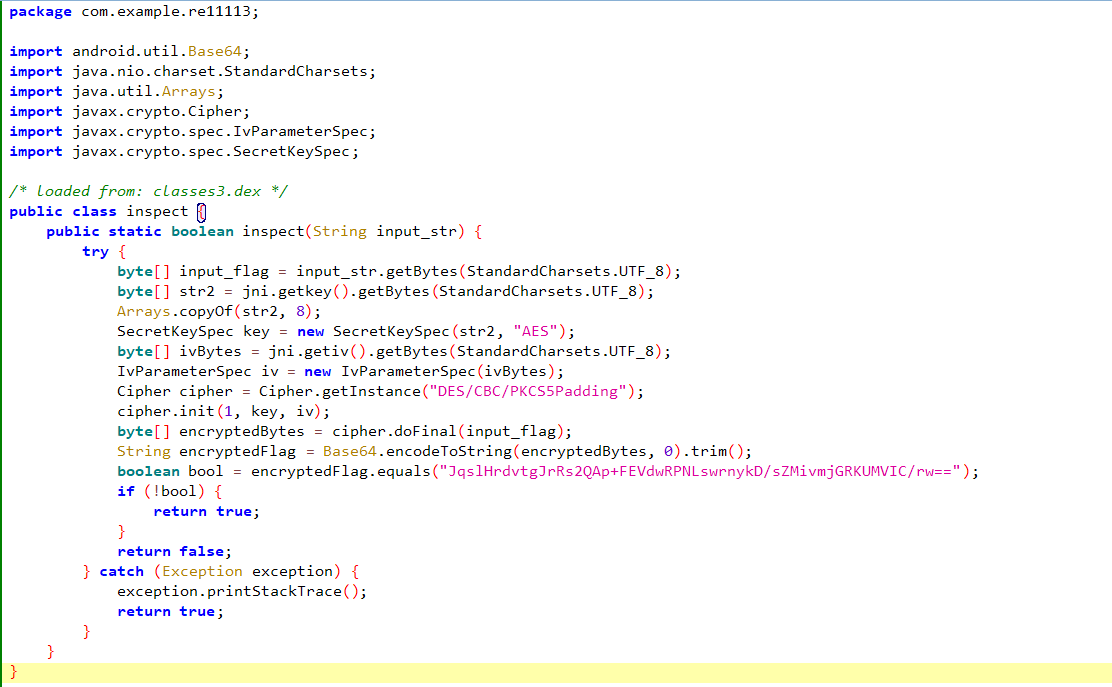 package com.example.re11113;
import android.util.Base64;
import java.nio.charset.StandardCharsets;
import java.util.Arrays;
import javax.crypto.Cipher;
import javax.crypto.spec.IvParameterSpec;
import javax.crypto.spec.SecretKeySpec;
/* loaded from: classes3.dex */
public class inspect {
public static boolean inspect(String input_str) {
try {
byte[] input_flag = input_str.getBytes(StandardCharsets.UTF_8);
byte[] str2 = jni.getkey().getBytes(StandardCharsets.UTF_8);
Arrays.copyOf(str2, 8);
SecretKeySpec key = new SecretKeySpec(str2, "AES");
byte[] ivBytes = jni.getiv().getBytes(StandardCharsets.UTF_8);
IvParameterSpec iv = new IvParameterSpec(ivBytes);
Cipher cipher = Cipher.getInstance("DES/CBC/PKCS5Padding");
cipher.init(1, key, iv);
byte[] encryptedBytes = cipher.doFinal(input_flag);
String encryptedFlag = Base64.encodeToString(encryptedBytes, 0).trim();
boolean bool = encryptedFlag.equals("JqslHrdvtgJrRs2QAp+FEVdwRPNLswrnykD/sZMivmjGRKUMVIC/rw==");
if (!bool) {
return true;
}
return false;
} catch (Exception exception) {
exception.printStackTrace();
return true;
}
}
}